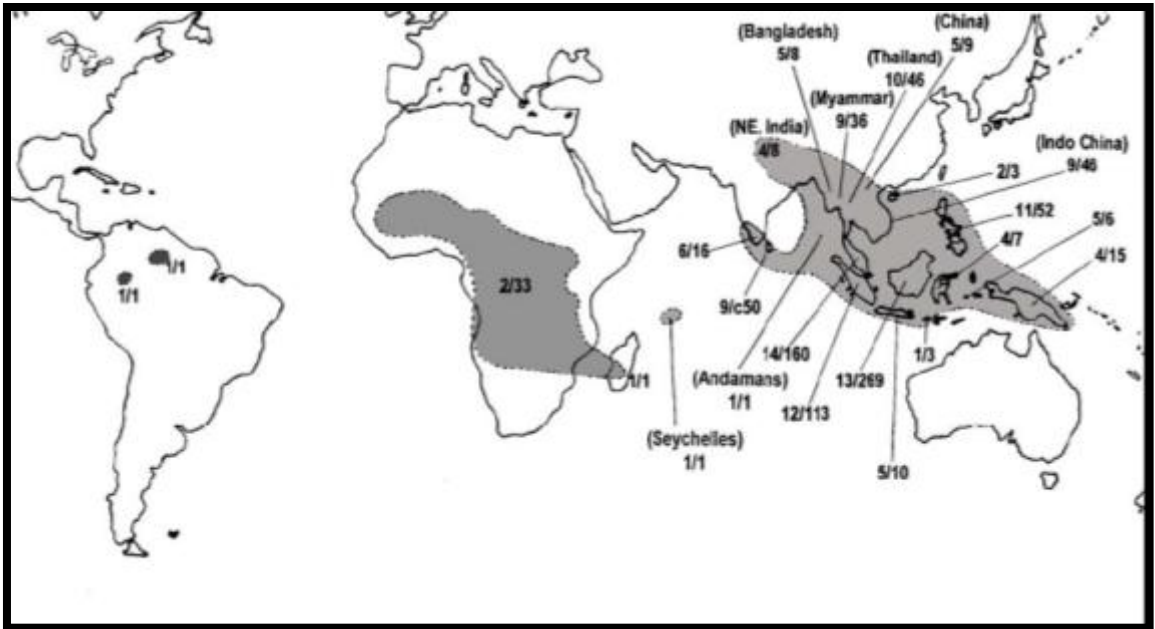 (Bangladesh)
5/8
(China)
5/9
(Thailand)
10/46
(Myammar)
9/36
(NE. India)
4/8
(Indo China)
9/46
2/3
11/52
5/6
4/7
4/15
6/16
9/c50
2/33
1/1
1/1
1/1
(Seychelles)
1/1
14/160
(Andamans)
1/1
12/113
13/269
1/3
5/10